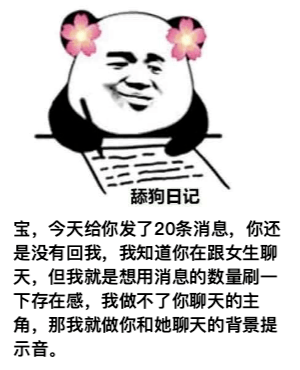 舔狗日记
宝，今天给你发了20条消息，你还
是没有回我，我知道你在跟女生聊
天，但我就是想用消息的数量刷一
下存在感，我做不了你聊天的主
角，那我就做你和她聊天的背景提
示音。